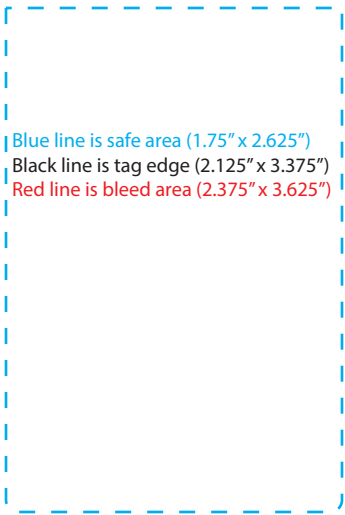 Blue line is safe area (1.75” x 2.625”)
Black line is tag edge (2.125” x 3.375”)
Red line is bleed area (2.375” x 3.625”)